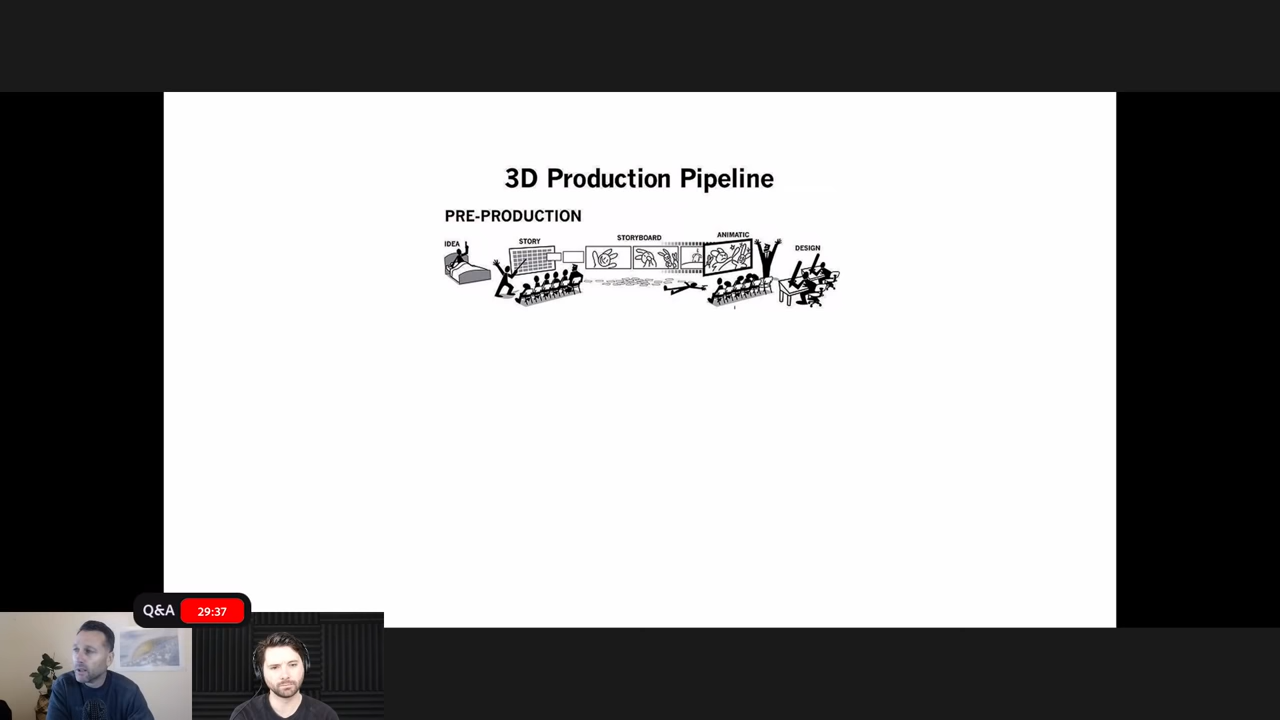 3D Production Pipeline
PRE-PRODUCTION
IDEA
STORY
STORYBOARD
ANIMATIC
DESIGN
Q&A 29:37